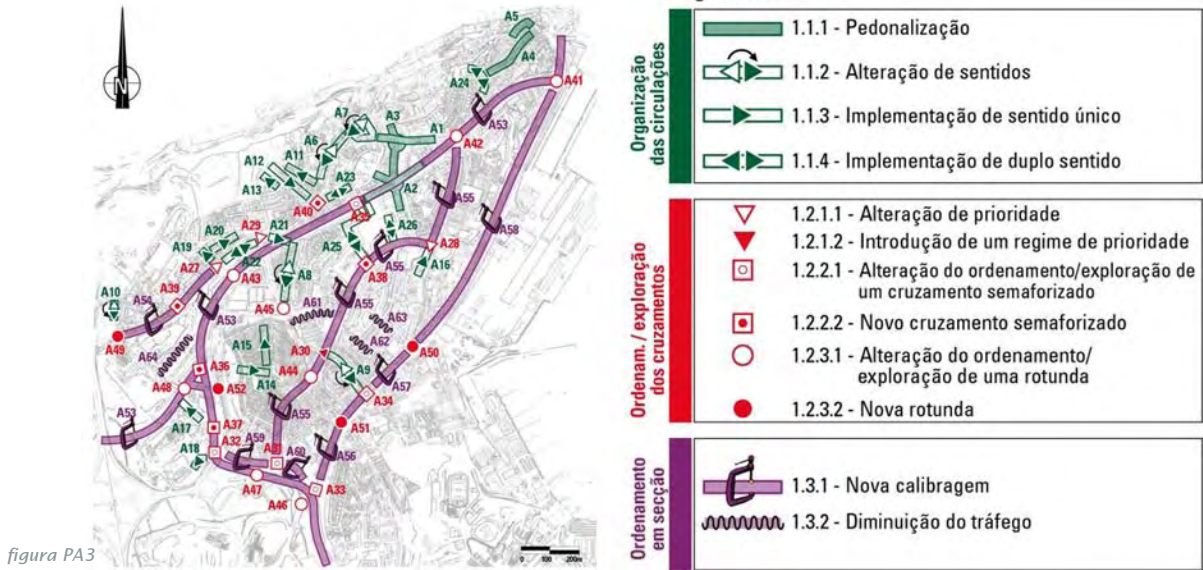 A5
A4
A24
A41
A7
A3
A1
A53
A6
A42
A12
A11
A13
A23
A2
A40
A35
A55
A58
A29
A21
A20
A26
A19
A25
A28
A22
A55
A27
A38
A16
A43
A8
A10
A39
A54
A53
A45
A61
A55
A63
A49
A64
A15
A30
A62
A50
A36
A9
A48
A52
A14
A44
A57
A34
A53
A17
A37
A55
A51
A32
A59
A31
A60
A56
A18
A47
A33
A46
0 100 200m
figura PA3
Organização
das circulações
1.1.1 - Pedonalização
1.1.2 - Alteração de sentidos
1.1.3 - Implementação de sentido único
1.1.4 - Implementação de duplo sentido
Ordenam./ exploração
dos cruzamentos
1.2.1.1 - Alteração de prioridade
1.2.1.2 - Introdução de um regime de prioridade
1.2.2.1 - Alteração do ordenamento/exploração de
um cruzamento semaforizado
1.2.2.2 - Novo cruzamento semaforizado
1.2.3.1 - Alteração do ordenamento/
exploração de uma rotunda
1.2.3.2 - Nova rotunda
Ordenamento
em secção
1.3.1 - Nova calibragem
1.3.2 - Diminuição do tráfego